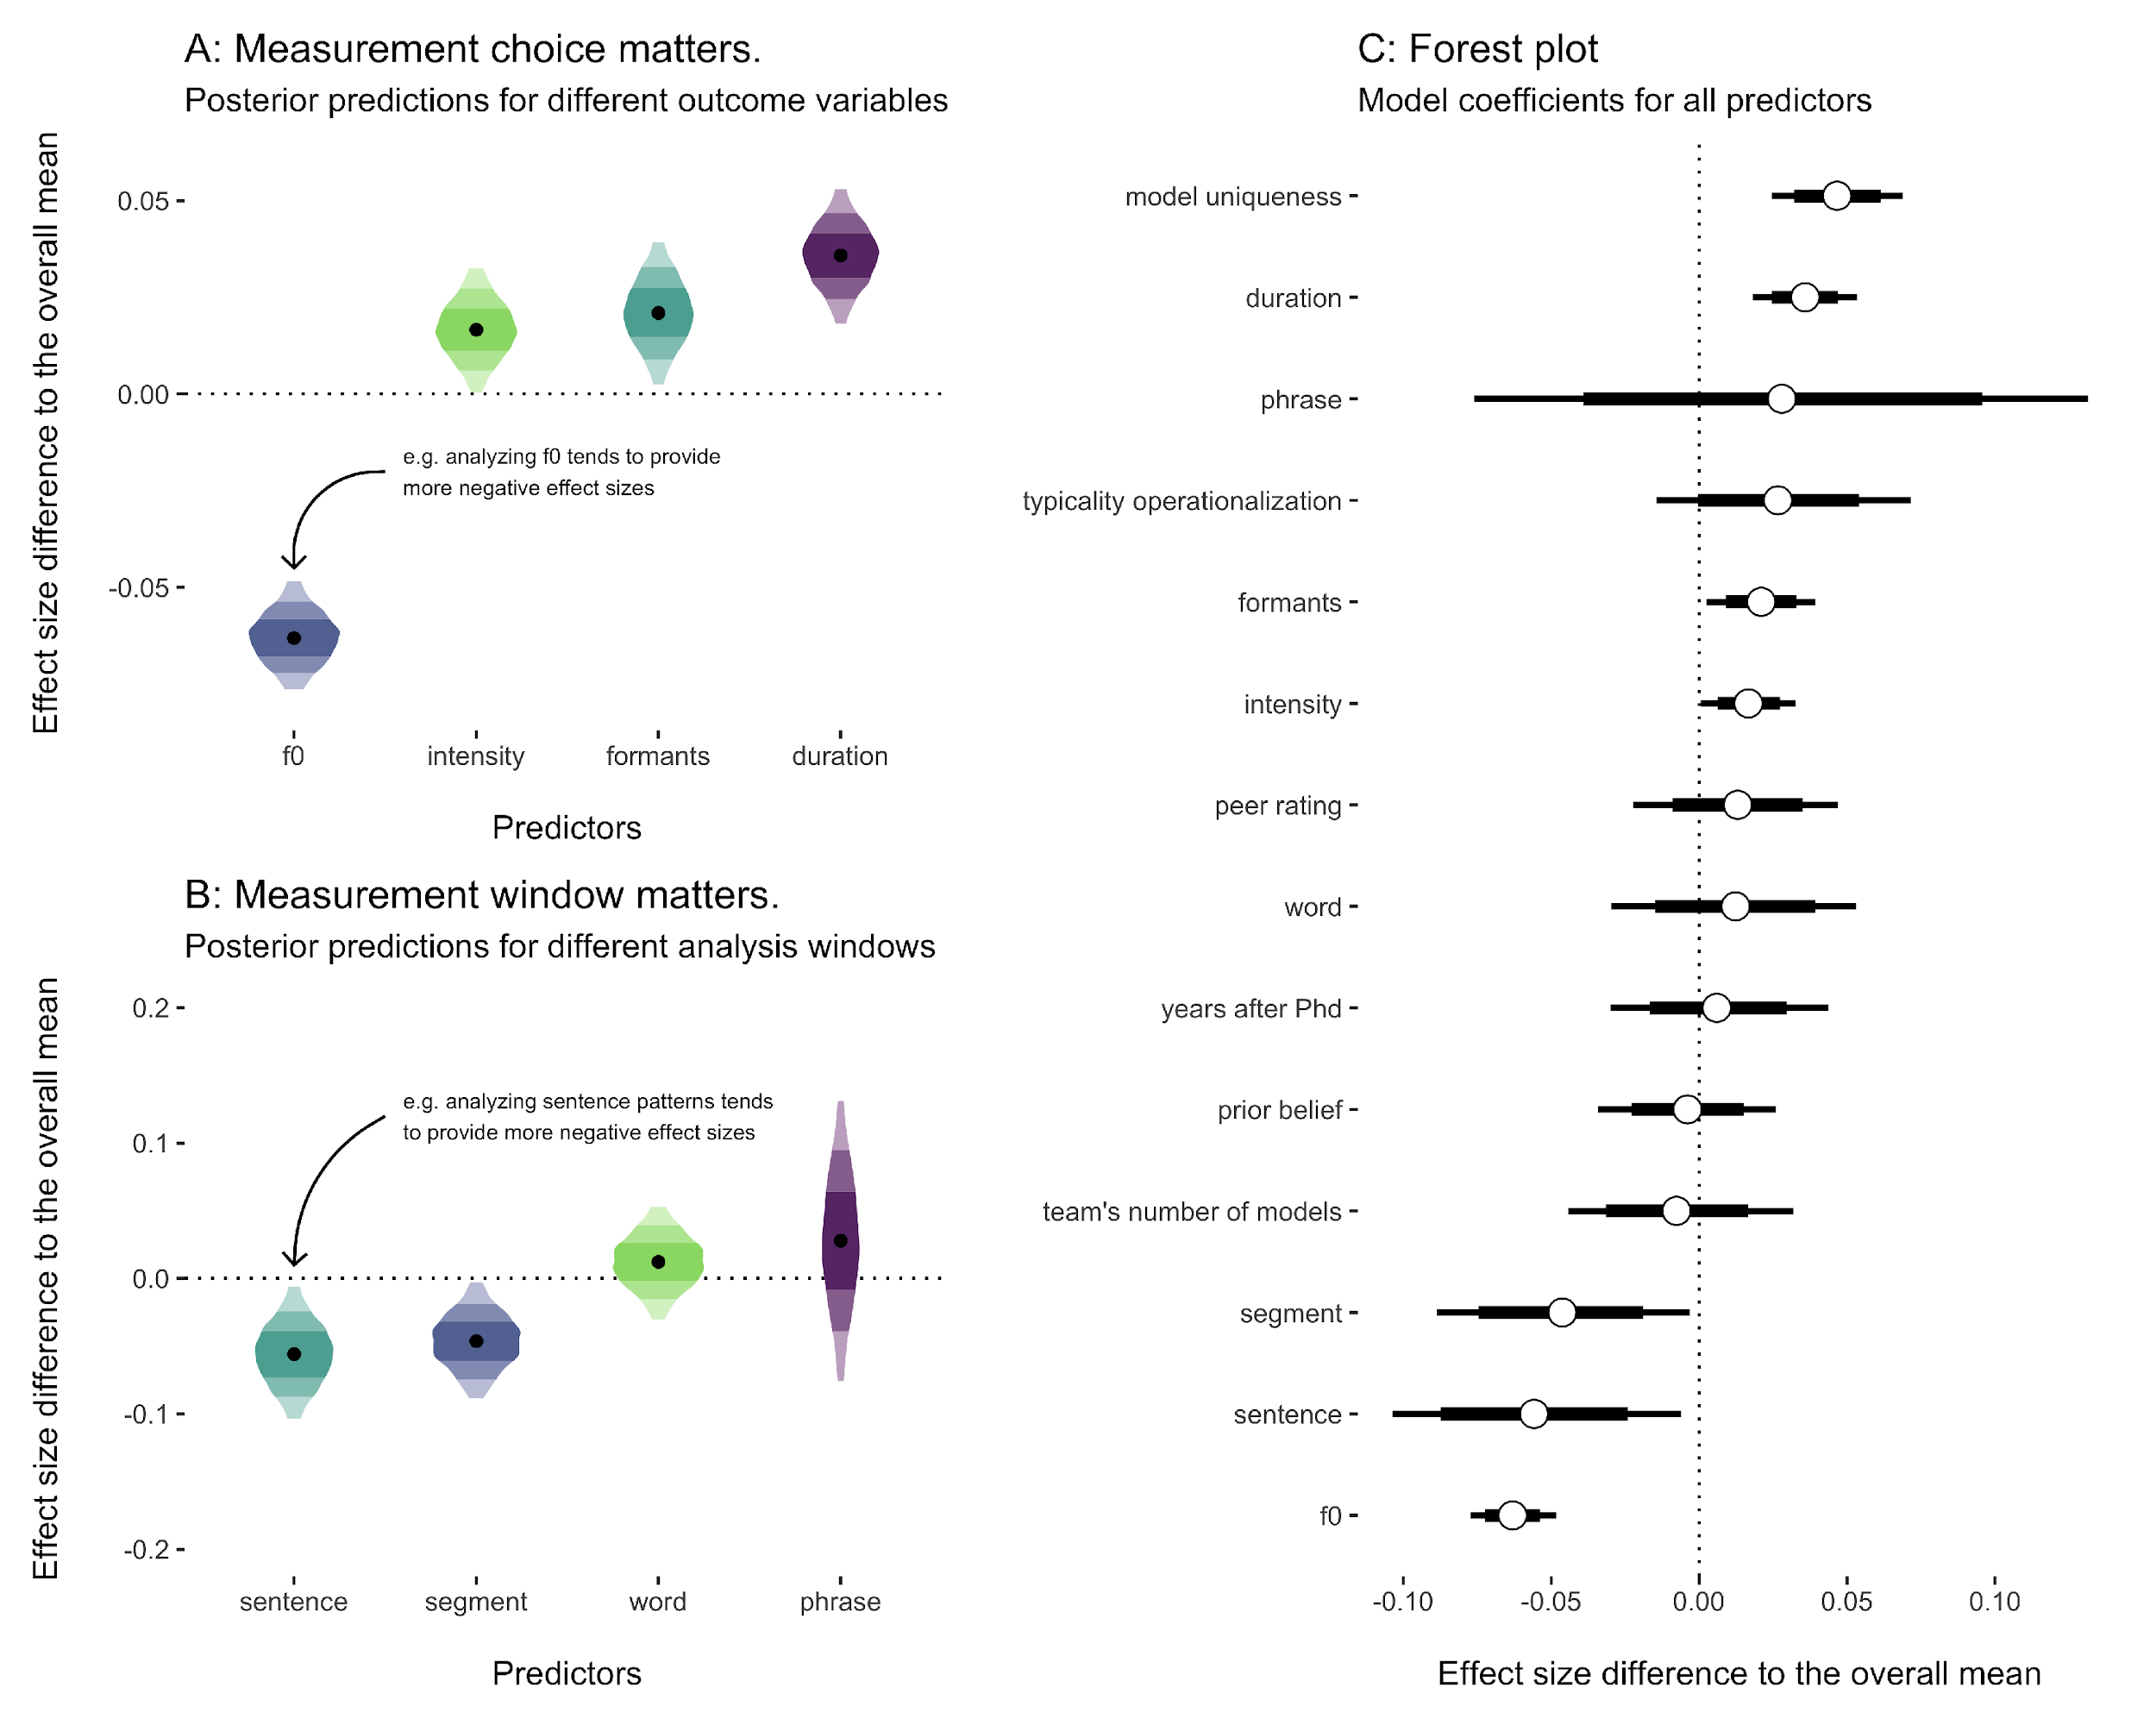 A: Measurement choice matters.
Posterior predictions for different outcome variables
Effect size difference to the overall mean
0.05
0.00
-0.05
e.g. analyzing f0 tends to provide
more negative effect sizes
f0
intensity
formants
duration
Predictors
B: Measurement window matters.
Posterior predictions for different analysis windows
Effect size difference to the overall mean
0.2
0.1
0.0
-0.1
-0.2
e.g. analyzing sentence patterns tends
to provide more negative effect sizes
sentence
segment
word
phrase
Predictors
C: Forest plot
Model coefficients for all predictors
model uniqueness
duration
phrase
typicality operationalization
formants
intensity
peer rating
word
years after Phd
prior belief
team's number of models
segment
sentence
f0
-0.10
-0.05
0.00
0.05
0.10
Effect size difference to the overall mean